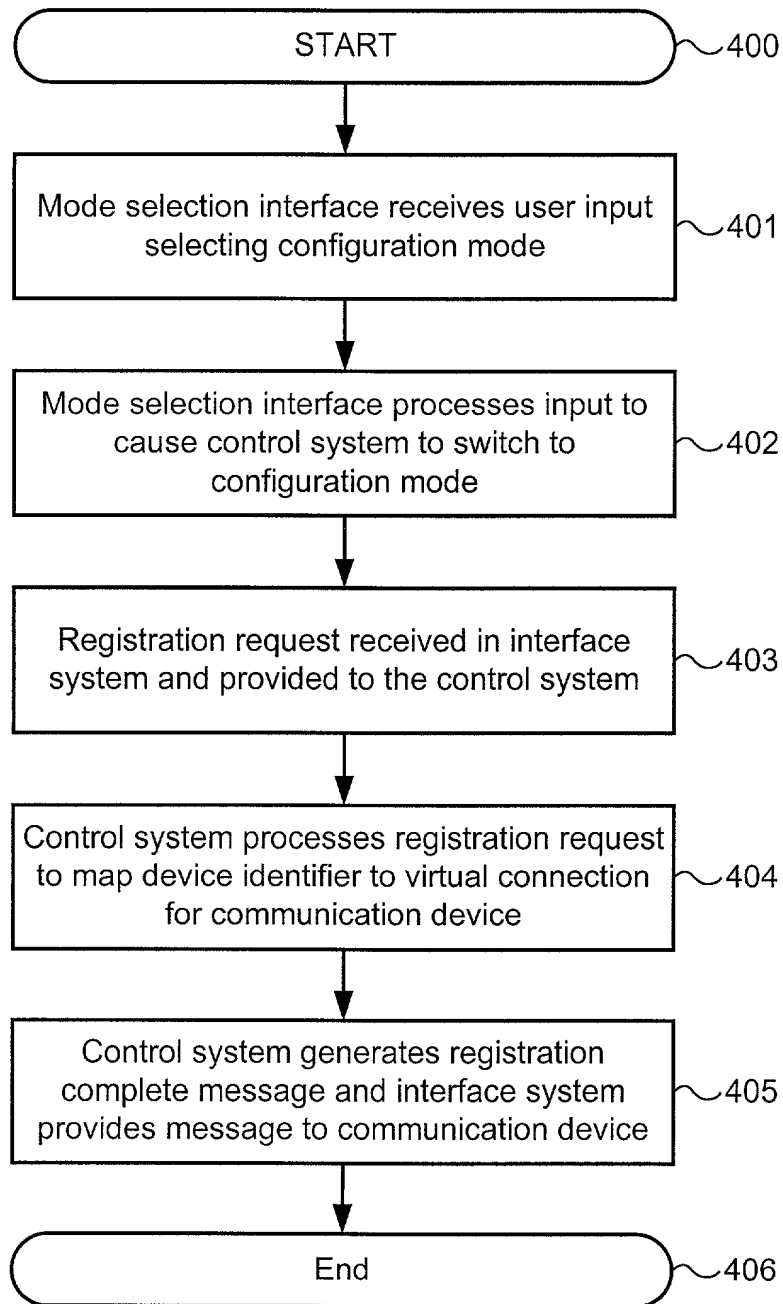 START
400
Mode selection interface receives user input
selecting configuration mode
401
Mode selection interface processes input to
cause control system to switch to
configuration mode
402
Registration request received in interface
system and provided to the control system
403
Control system processes registration request
to map device identifier to virtual connection
for communication device
404
Control system generates registration
complete message and interface system
provides message to communication device
405
End
406